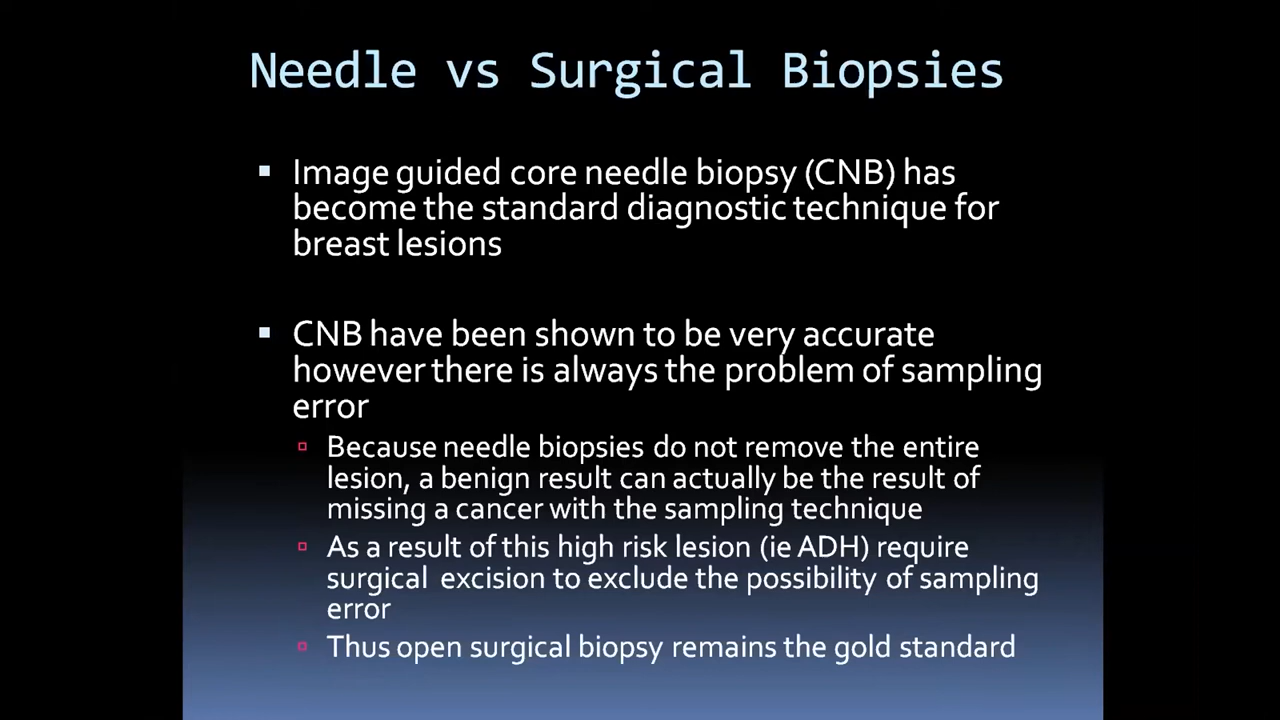 Needle vs Surgical Biopsies
Image guided core needle biopsy (CNB) has
become the standard diagnostic technique for
breast lesions
CNB have been shown to be very accurate
however there is always the problem of sampling
error
Because needle biopsies do not remove the entire
lesion, a benign result can actually be the result of
missing a cancer with the sampling technique
As a result of this high risk lesion (ie ADH) require
surgical excision to exclude the possibility of sampling
error
Thus open surgical biopsy remains the gold standard